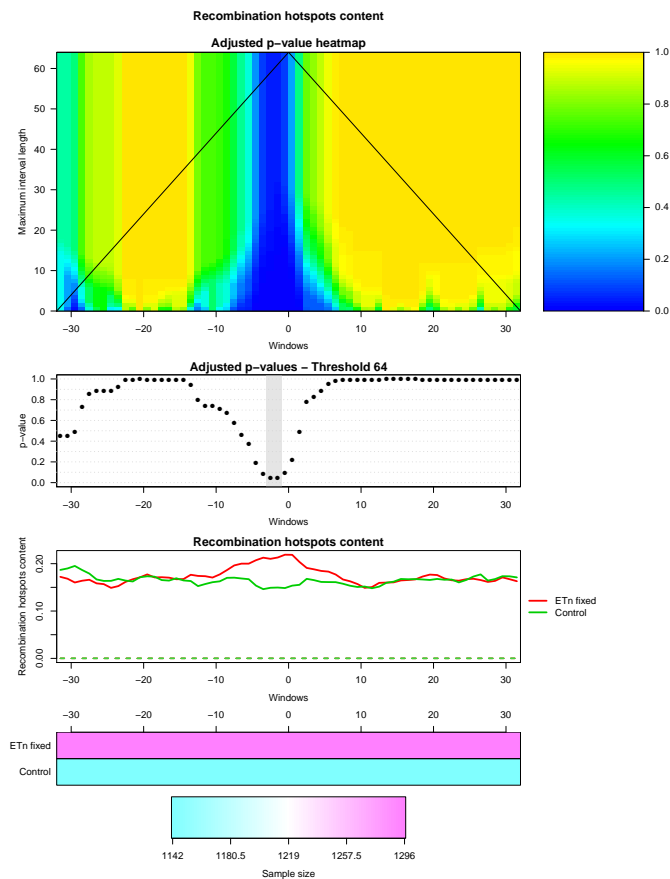 Recombination hotspots content
Adjusted p−value heatmap
Maximum interval length
60
50
40
30
20
10
0
−30 −20 −10 0 10 20 30
Windows
1.0
0.8
0.6
0.4
0.2
0.0
Adjusted p−values − Threshold 64
p−value
1.0
0.8
0.6
0.4
0.2
0.0
−30 −20 −10 0 10 20 30
Windows
Recombination hotspots content
Recombination hotspots content
0.20
0.10
0.00
−30 −20 −10 0 10 20 30
Windows
ETn fixed
Control
−30 −20 −10 0 10 20 30
ETn fixed
Control
1142 1180.5 1219 1257.5 1296
Sample size